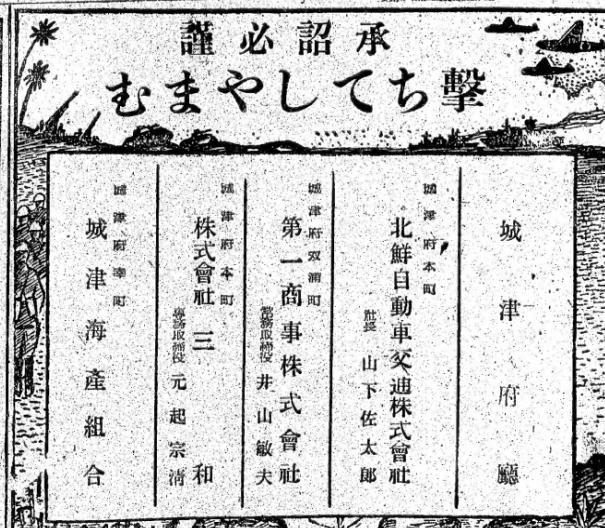 承詔必謹
擊ちてしやまむ
城津府廳
城津府本町
北鮮自動車交通株式會社
社長 山下佐太郎
城津府双浦町
第一商事株式會社
常務取締役 井山敏夫
城津府本町
株式會社 三和
專務取締役 元起宗淸
城津府幸町
城津海產組合